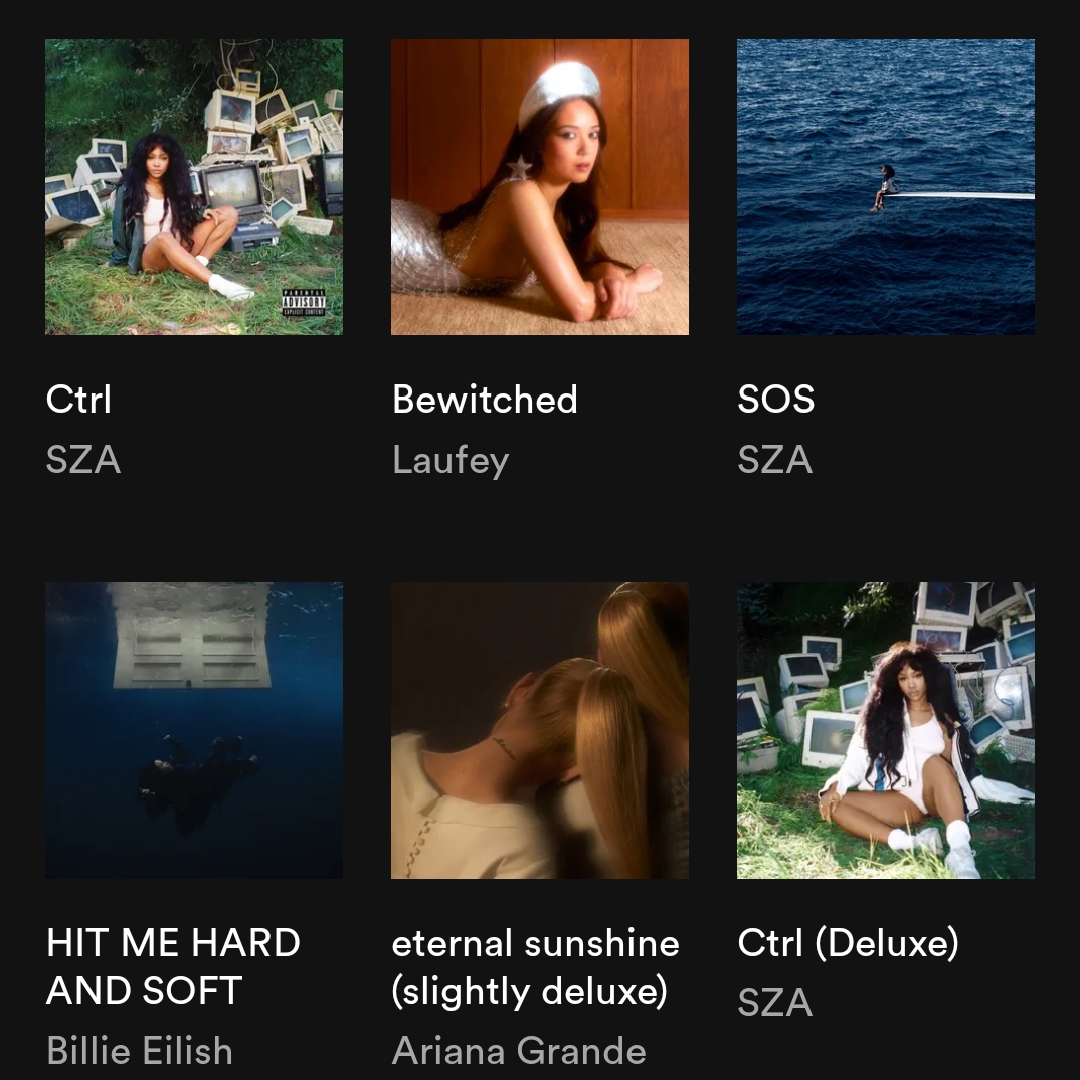 PARENTAL
ADVISORY
EXPLICIT CONTENT
Ctrl
SZA
Bewitched
Laufey
SOS
SZA
HIT ME HARD
AND SOFT
Billie Eilish
eternal sunshine
(slightly deluxe)
Ariana Grande
Ctrl (Deluxe)
SZA